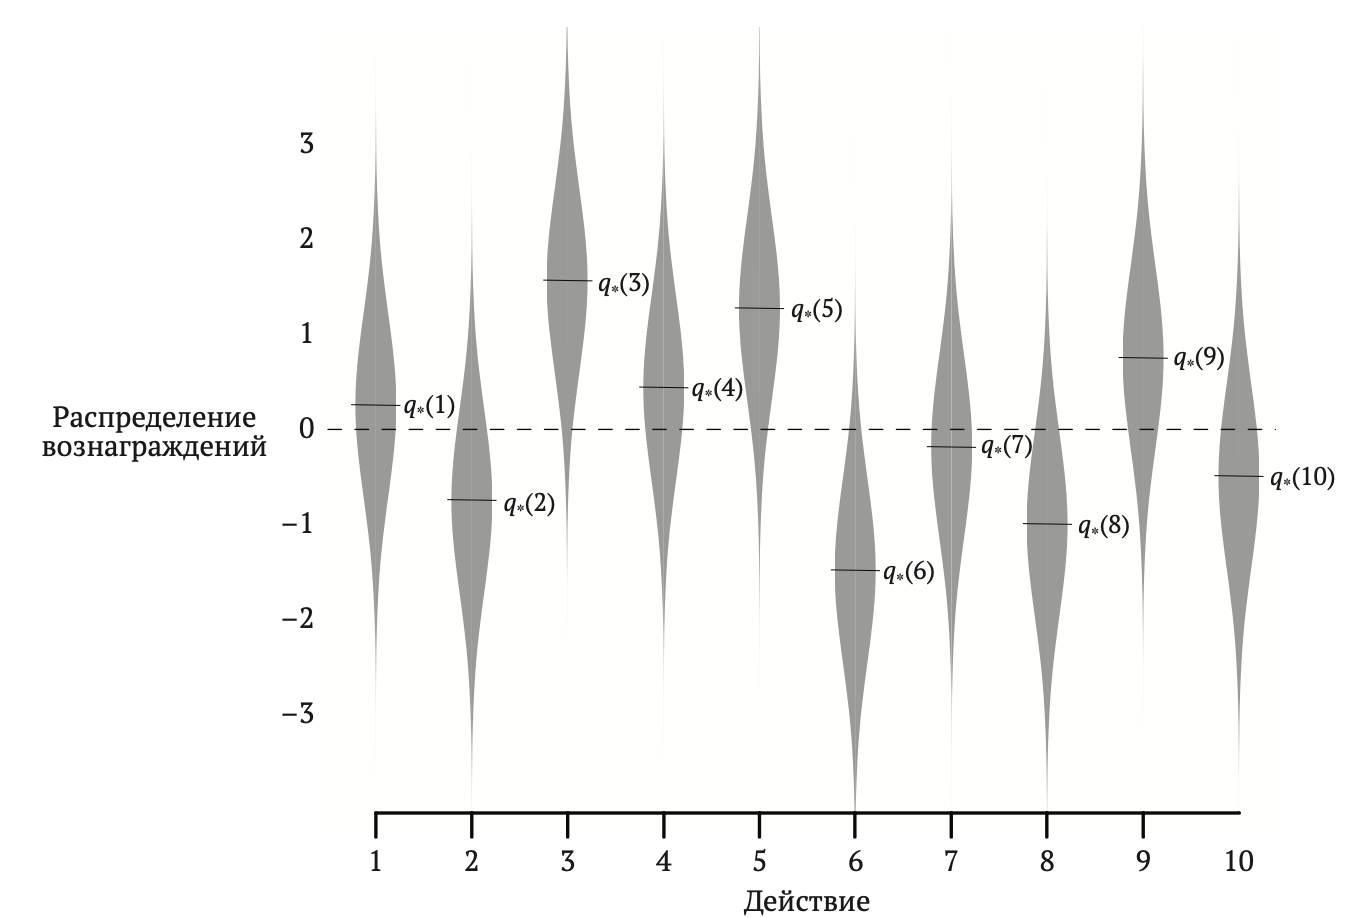 3
2
1
0
−1
−2
−3
Распределение
вознаграждений
q*(1)
q*(2)
q*(3)
q*(4)
q*(5)
q*(6)
q*(7)
q*(8)
q*(9)
q*(10)
1 2 3 4 5 6 7 8 9 10
Действие